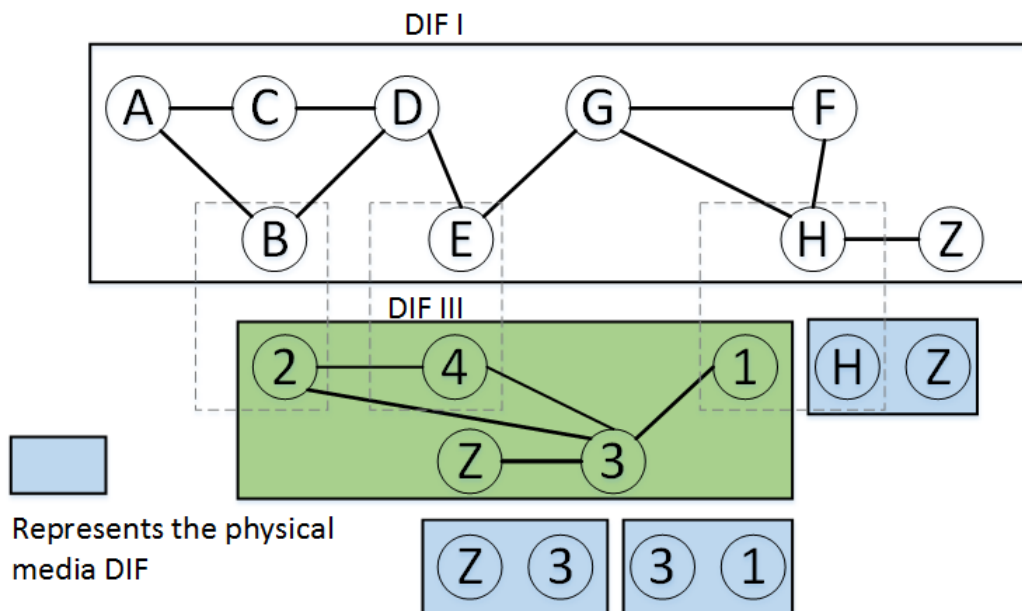 DIF I
A C D G F
B E H Z
DIF III
2 4 1 H Z
Z 3
Represents the physical
media DIF
Z 3 3 1